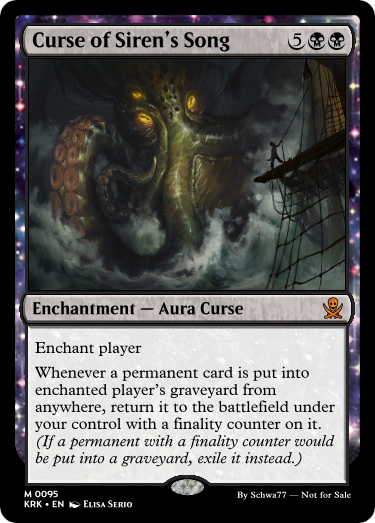 Curse of Siren's Song 5
Enchantment — Aura Curse
Enchant player
Whenever a permanent card is put into
enchanted player's graveyard from
anywhere, return it to the battlefield under
your control with a finality counter on it.
(If a permanent with a finality counter would
be put into a graveyard, exile it instead.)
M 0095
KRK • EN Elisa Serio
By Schwa77 — Not for Sale